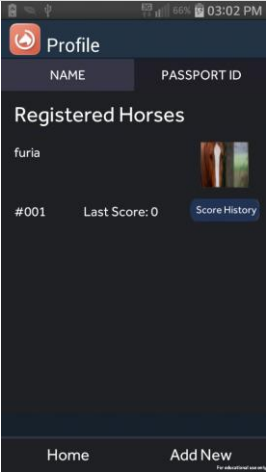 66% 03:02 PM
Profile
NAME PASSPORT ID
Registered Horses
furia
#001 Last Score: 0 Score History
Home Add New
For educational use only